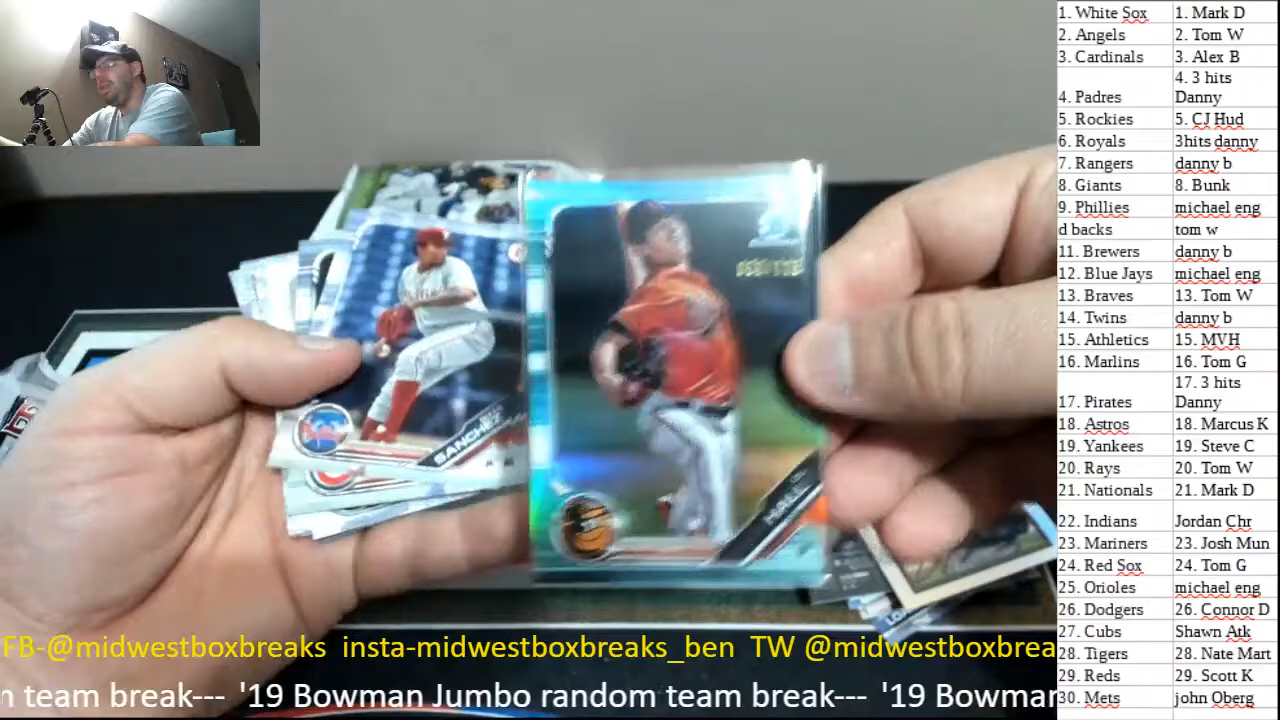 1. White Sox 1. Mark D
2. Angels 2. Tom W
3. Cardinals 3. Alex B
4. Padres 4. 3 hits Danny
5. Rockies 5. CJ Hud
6. Royals 3hits danny
7. Rangers danny b
8. Giants 8. Bunk
9. Phillies michael eng
d backs tom w
11. Brewers danny b
12. Blue Jays michael eng
13. Braves 13. Tom W
14. Twins danny b
15. Athletics 15. MVH
16. Marlins 16. Tom G
17. Pirates 17. 3 hits Danny
18. Astros 18. Marcus K
19. Yankees 19. Steve C
20. Rays 20. Tom W
21. Nationals 21. Mark D
22. Indians Jordan Chr
23. Mariners 23. Josh Mun
24. Red Sox 24. Tom G
25. Orioles michael eng
26. Dodgers 26. Connor D
27. Cubs Shawn Atk
28. Tigers 28. Nate Mart
29. Reds 29. Scott K
30. Mets john Oberg
SANCHEZ
FB-@midwestboxbreaks insta-midwestboxbreaks_ben TW @midwestboxbrea
n team break--- '19 Bowman Jumbo random team break--- '19 Bowman